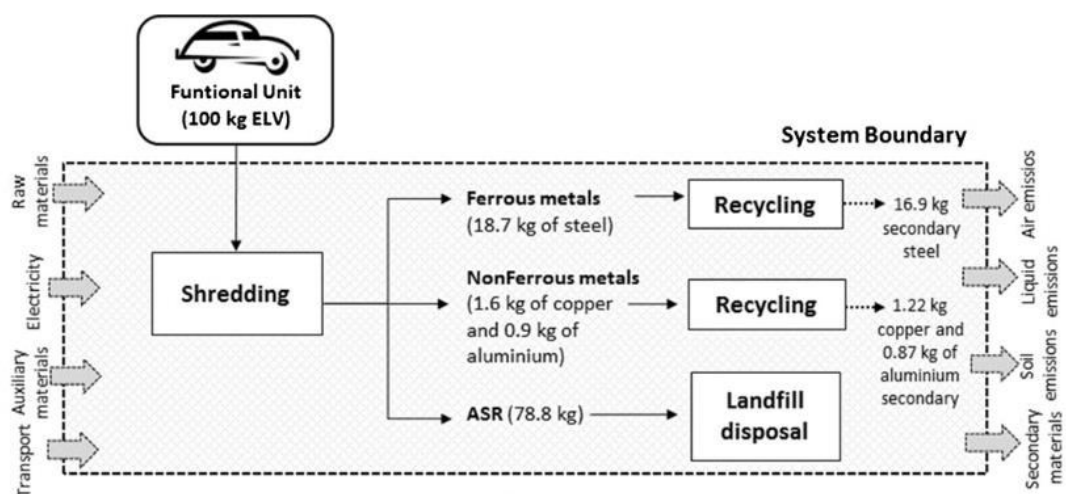 Funtional Unit
(100 kg ELV)
System Boundary
Raw
materials
Electricity
Auxiliary
materials
Transport
Shredding
Ferrous metals
(18.7 kg of steel)
Recycling
16.9 kg
secondary
steel
NonFerrous metals
(1.6 kg of copper
and 0.9 kg of
aluminium)
Recycling
1.22 kg
copper and
0.87 kg of
aluminium
secondary
ASR (78.8 kg)
Landfill
disposal
Air emissios
Liquid
emissions
Soil
emissions
Secondary
materials